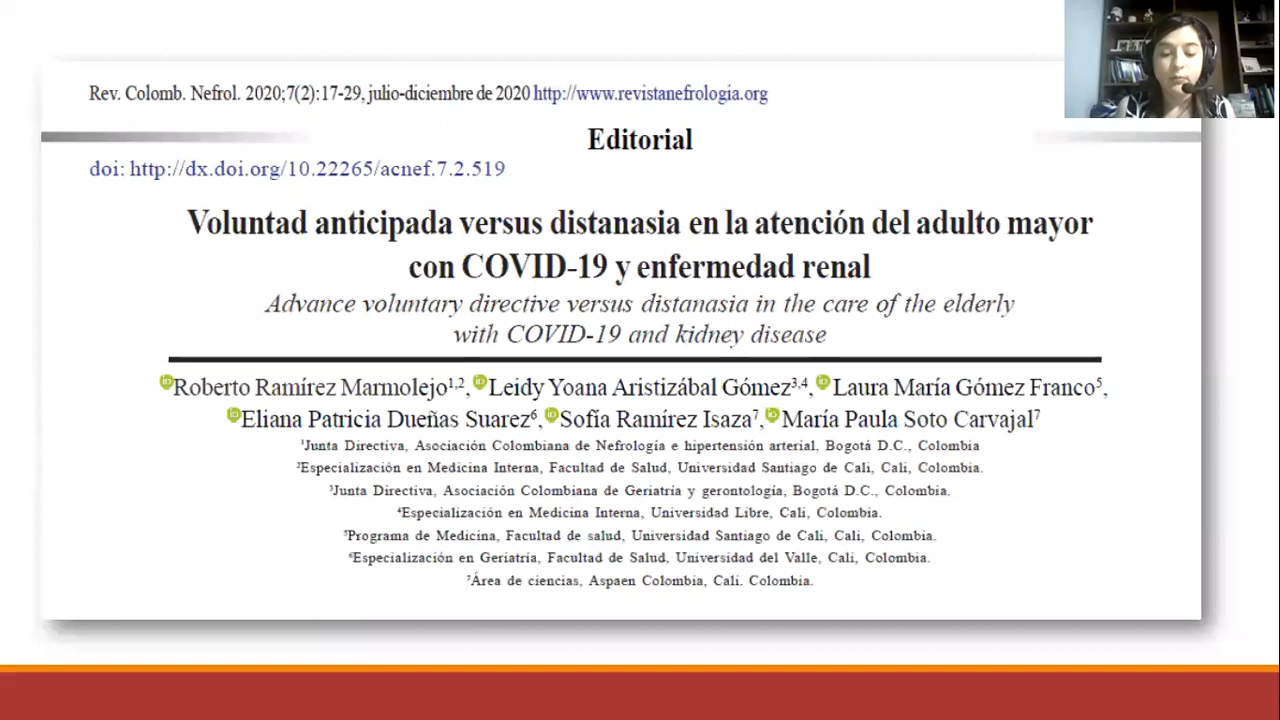 Rev. Colomb. Nefrol. 2020;7(2):17-29, julio-diciembre de 2020 http://www.revistanefrologia.org
Editorial
doi: http://dx.doi.org/10.22265/acnef.7.2.519
Voluntad anticipada versus distanasia en la atención del adulto mayor
con COVID-19 y enfermedad renal
Advance voluntary directive versus distanasia in the care of the elderly
with COVID-19 and kidney disease
Roberto Ramírez Marmolejo¹,², Leidy Yoana Aristizábal Gómez³,⁴, Laura María Gómez Franco⁵,
Eliana Patricia Dueñas Suarez⁶, Sofía Ramírez Isaza⁷, María Paula Soto Carvajal⁷
¹Junta Directiva, Asociación Colombiana de Nefrología e hipertensión arterial, Bogotá D.C., Colombia
²Especialización en Medicina Interna, Facultad de Salud, Universidad Santiago de Cali, Cali, Colombia.
³Junta Directiva, Asociación Colombiana de Geriatría y gerontología, Bogotá D.C., Colombia.
⁴Especialización en Medicina Interna, Universidad Libre, Cali, Colombia.
⁵Programa de Medicina, Facultad de salud, Universidad Santiago de Cali, Cali, Colombia.
⁶Especialización en Geriatría, Facultad de Salud, Universidad del Valle, Cali, Colombia.
⁷Área de ciencias, Aspaen Colombia, Cali. Colombia.